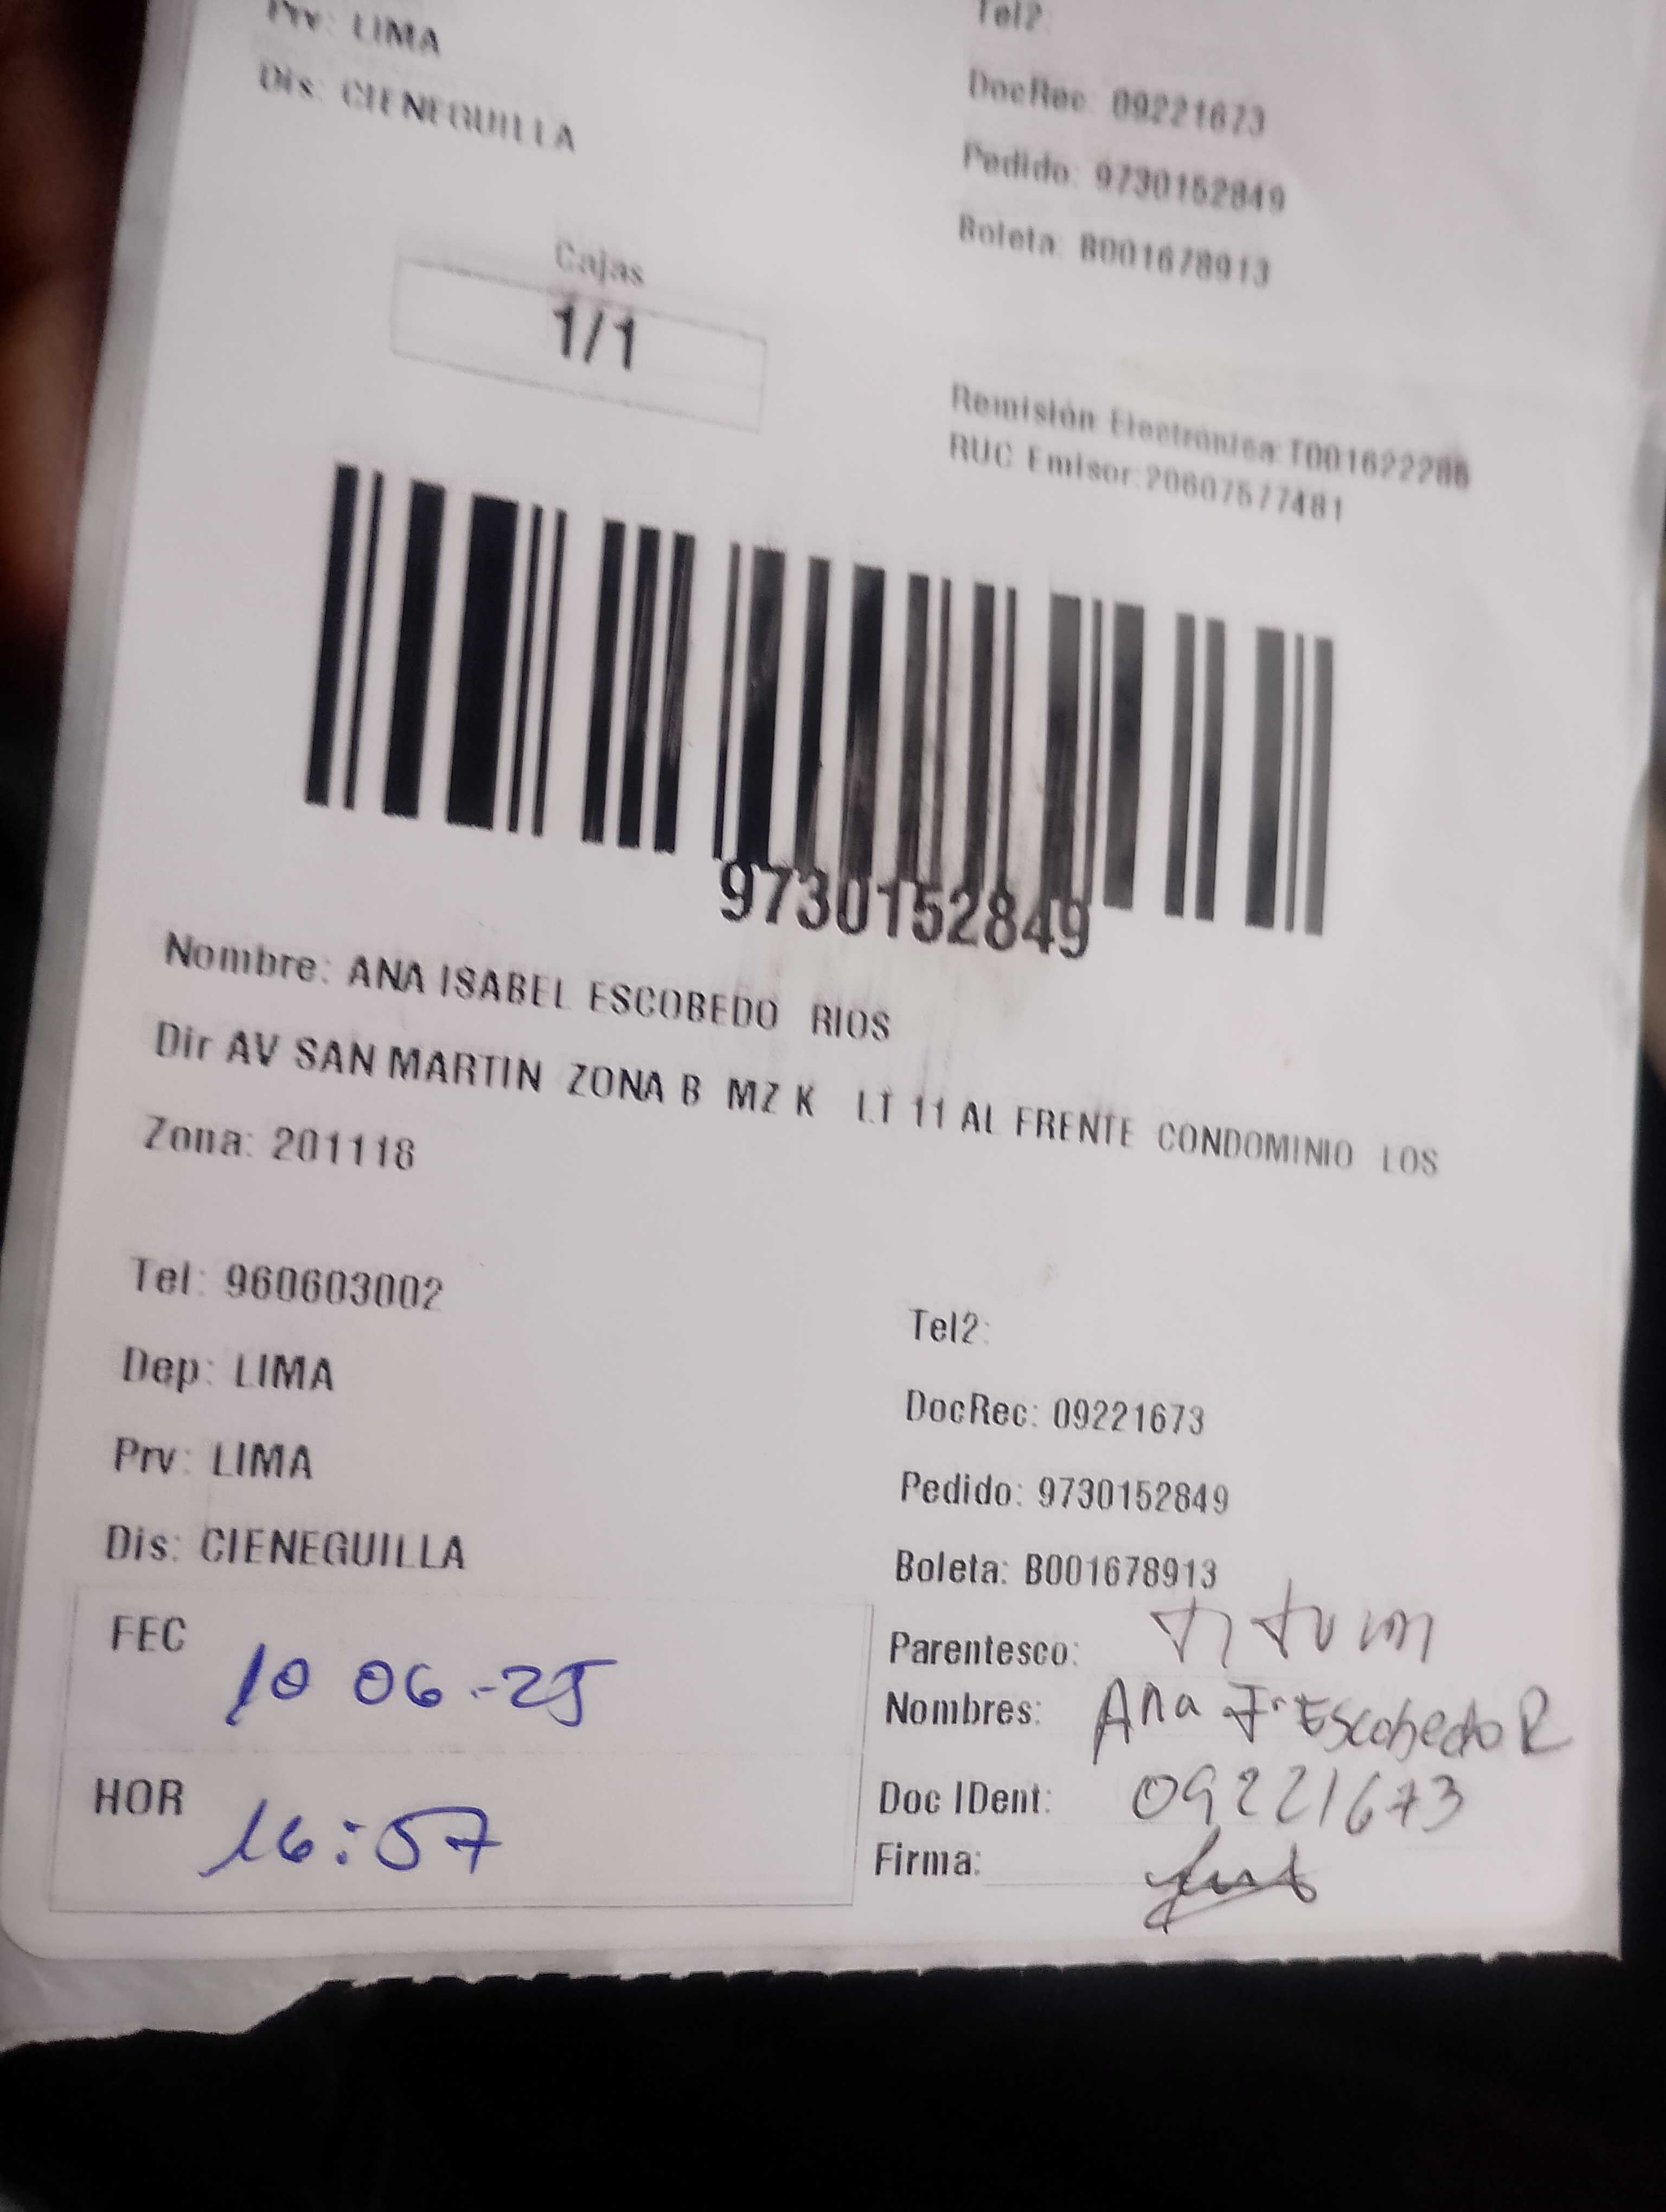 Prv: LIMA
Dis: CIENEGUILLA
Tel2:
DocRec: 09221673
Pedido: 9730152849
Boleta: B001678913
Cajas
1/1
Remisión Electrónica:T001622286
RUC Emisor:20607577481
9730152849
Nombre: ANA ISABEL ESCOBEDO RIOS
Dir AV SAN MARTIN ZONA B MZ K LT 11 AL FRENTE CONDOMINIO LOS
Zona: 201118
Tel: 960603002
Dep: LIMA
Prv: LIMA
Dis: CIENEGUILLA
Tel2:
DocRec: 09221673
Pedido: 9730152849
Boleta: B001678913
FEC 10 06-25
HOR 16:57
Parentesco:
Nombres: Ana I. Escobedo R
Doc IDent: 09221673
Firma: